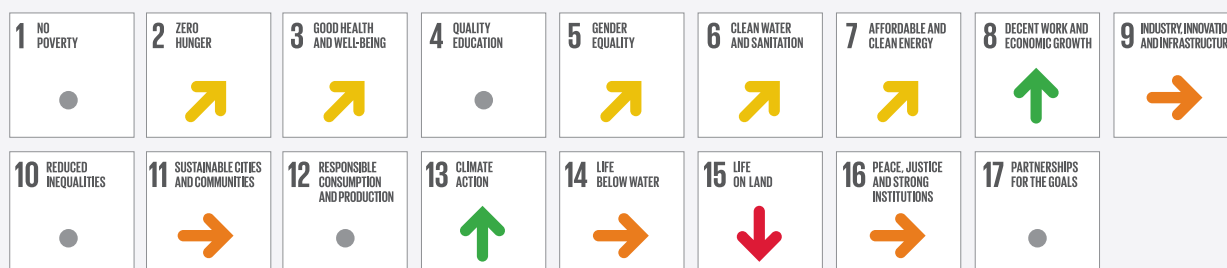 1 NO
POVERTY
2 ZERO
HUNGER
3 GOOD HEALTH
AND WELL-BEING
4 QUALITY
EDUCATION
5 GENDER
EQUALITY
6 CLEAN WATER
AND SANITATION
7 AFFORDABLE AND
CLEAN ENERGY
8 DECENT WORK AND
ECONOMIC GROWTH
9 INDUSTRY, INNOVATIO
AND INFRASTRUCTUR
10 REDUCED
INEQUALITIES
11 SUSTAINABLE CITIES
AND COMMUNITIES
12 RESPONSIBLE
CONSUMPTION
AND PRODUCTION
13 CLIMATE
ACTION
14 LIFE
BELOW WATER
15 LIFE
ON LAND
16 PEACE, JUSTICE
AND STRONG
INSTITUTIONS
17 PARTNERSHIPS
FOR THE GOALS